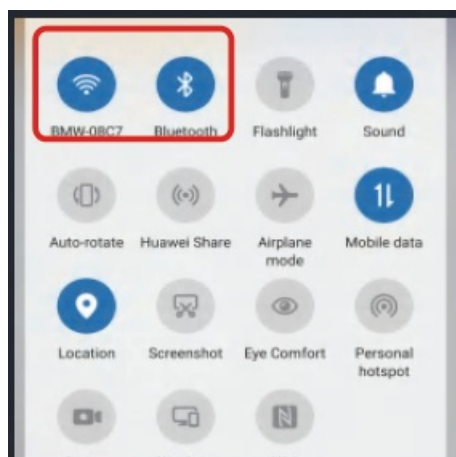 BMW-08C7 Bluetooth Flashlight Sound
Auto-rotate Huawei Share Airplane mode Mobile data
Location Screenshot Eye Comfort Personal hotspot